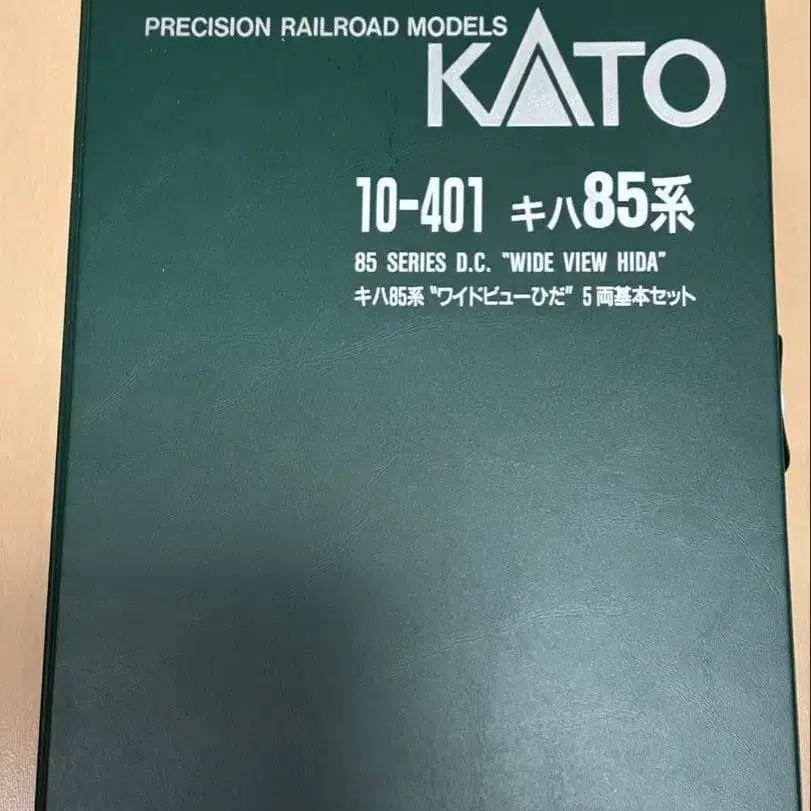 PRECISION RAILROAD MODELS
KATO
10-401 キハ85系
85 SERIES D.C. "WIDE VIEW HIDA"
キハ85系 "ワイドビューひだ" 5両基本セット